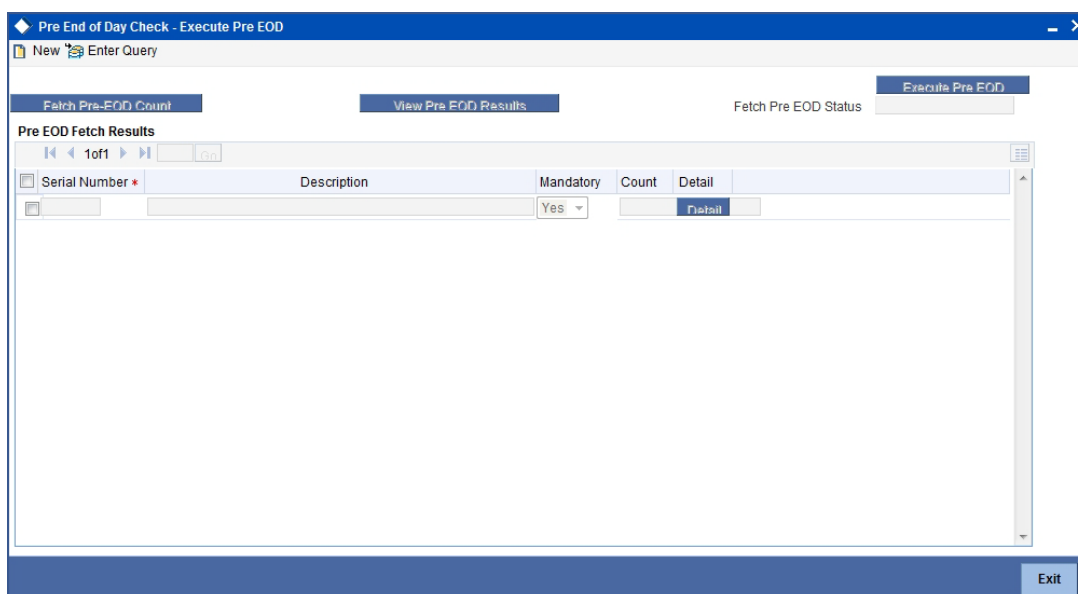 Pre End of Day Check - Execute Pre EOD
New Enter Query
Execute Pre EOD
Fetch Pre-EOD Count View Pre EOD Results Fetch Pre EOD Status
Pre EOD Fetch Results
1of1 Go
Serial Number * Description Mandatory Count Detail
Yes Detail
Exit